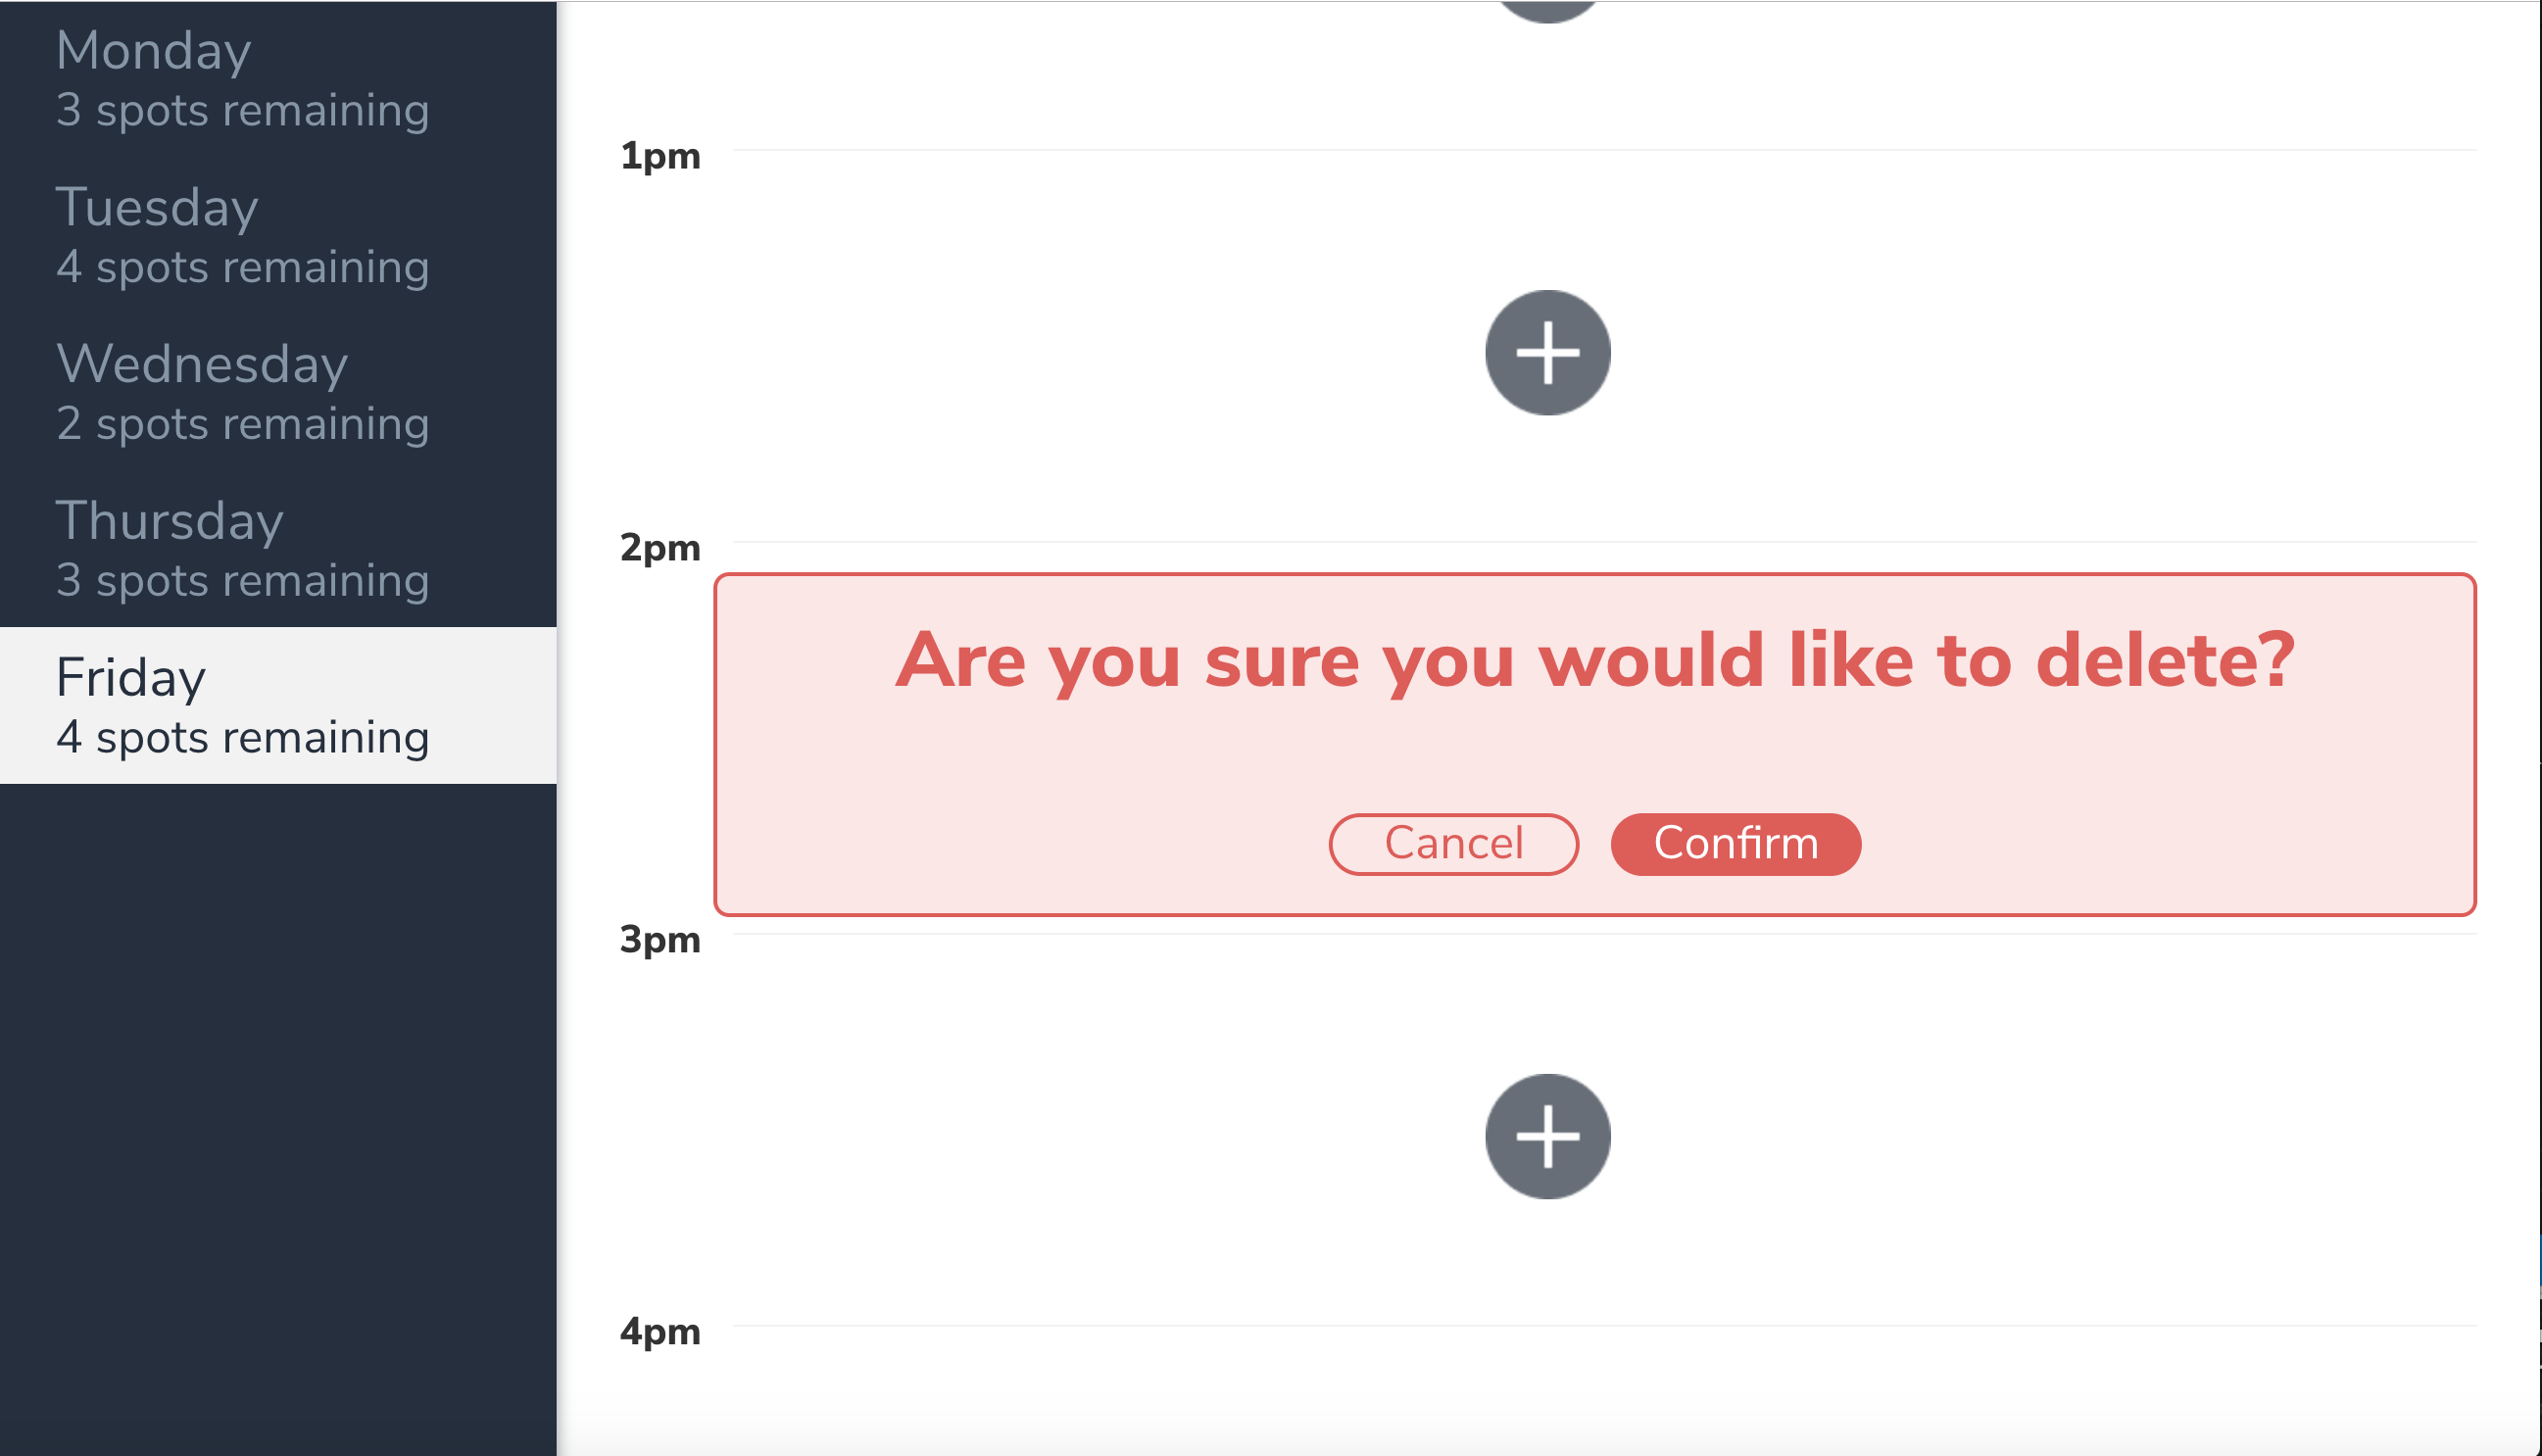 Monday
3 spots remaining
Tuesday
4 spots remaining
Wednesday
2 spots remaining
Thursday
3 spots remaining
Friday
4 spots remaining
1pm
2pm
Are you sure you would like to delete?
Cancel Confirm
3pm
4pm